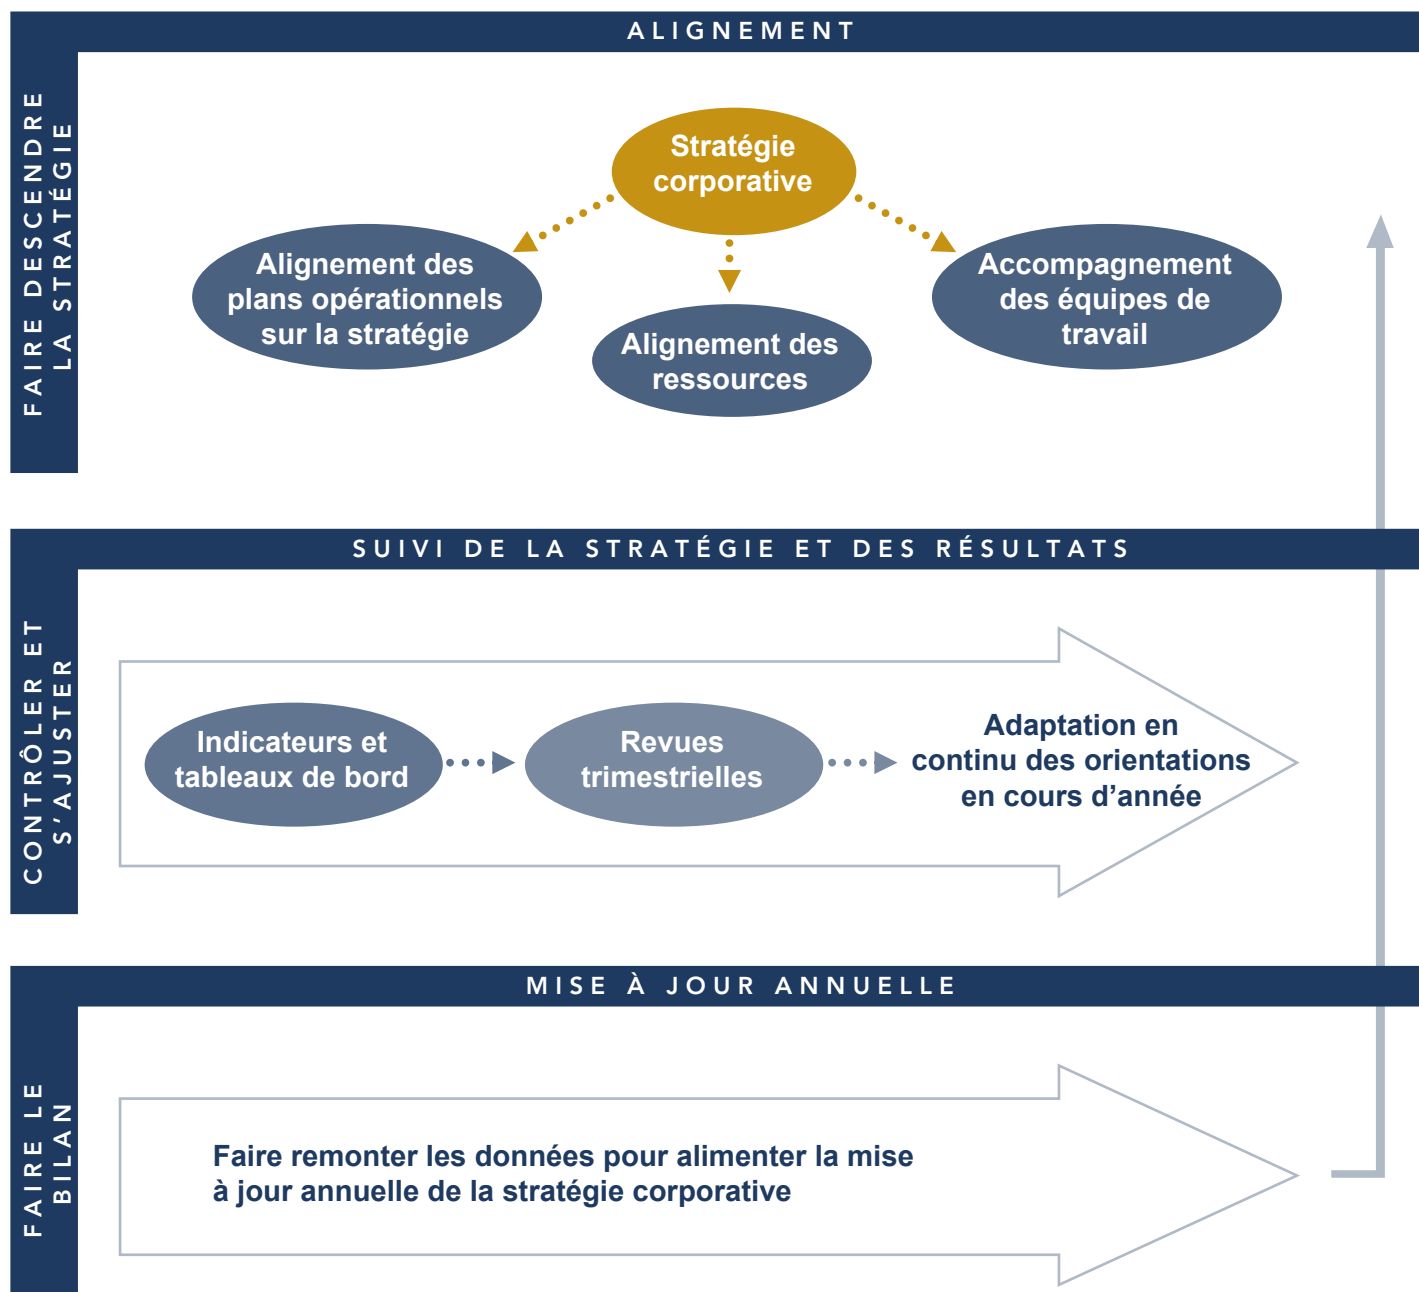 ALIGNEMENT
FAIRE DESCENDRE
LA STRATÉGIE
Stratégie
corporative
Alignement des
plans opérationnels
sur la stratégie
Alignement des
ressources
Accompagnement
des équipes de
travail
SUIVI DE LA STRATÉGIE ET DES RÉSULTATS
CONTRÔLER ET
S’AJUSTER
Indicateurs et
tableaux de bord
Revues
trimestrielles
Adaptation en
continu des orientations
en cours d’année
MISE À JOUR ANNUELLE
FAIRE LE
BILAN
Faire remonter les données pour alimenter la mise
à jour annuelle de la stratégie corporative